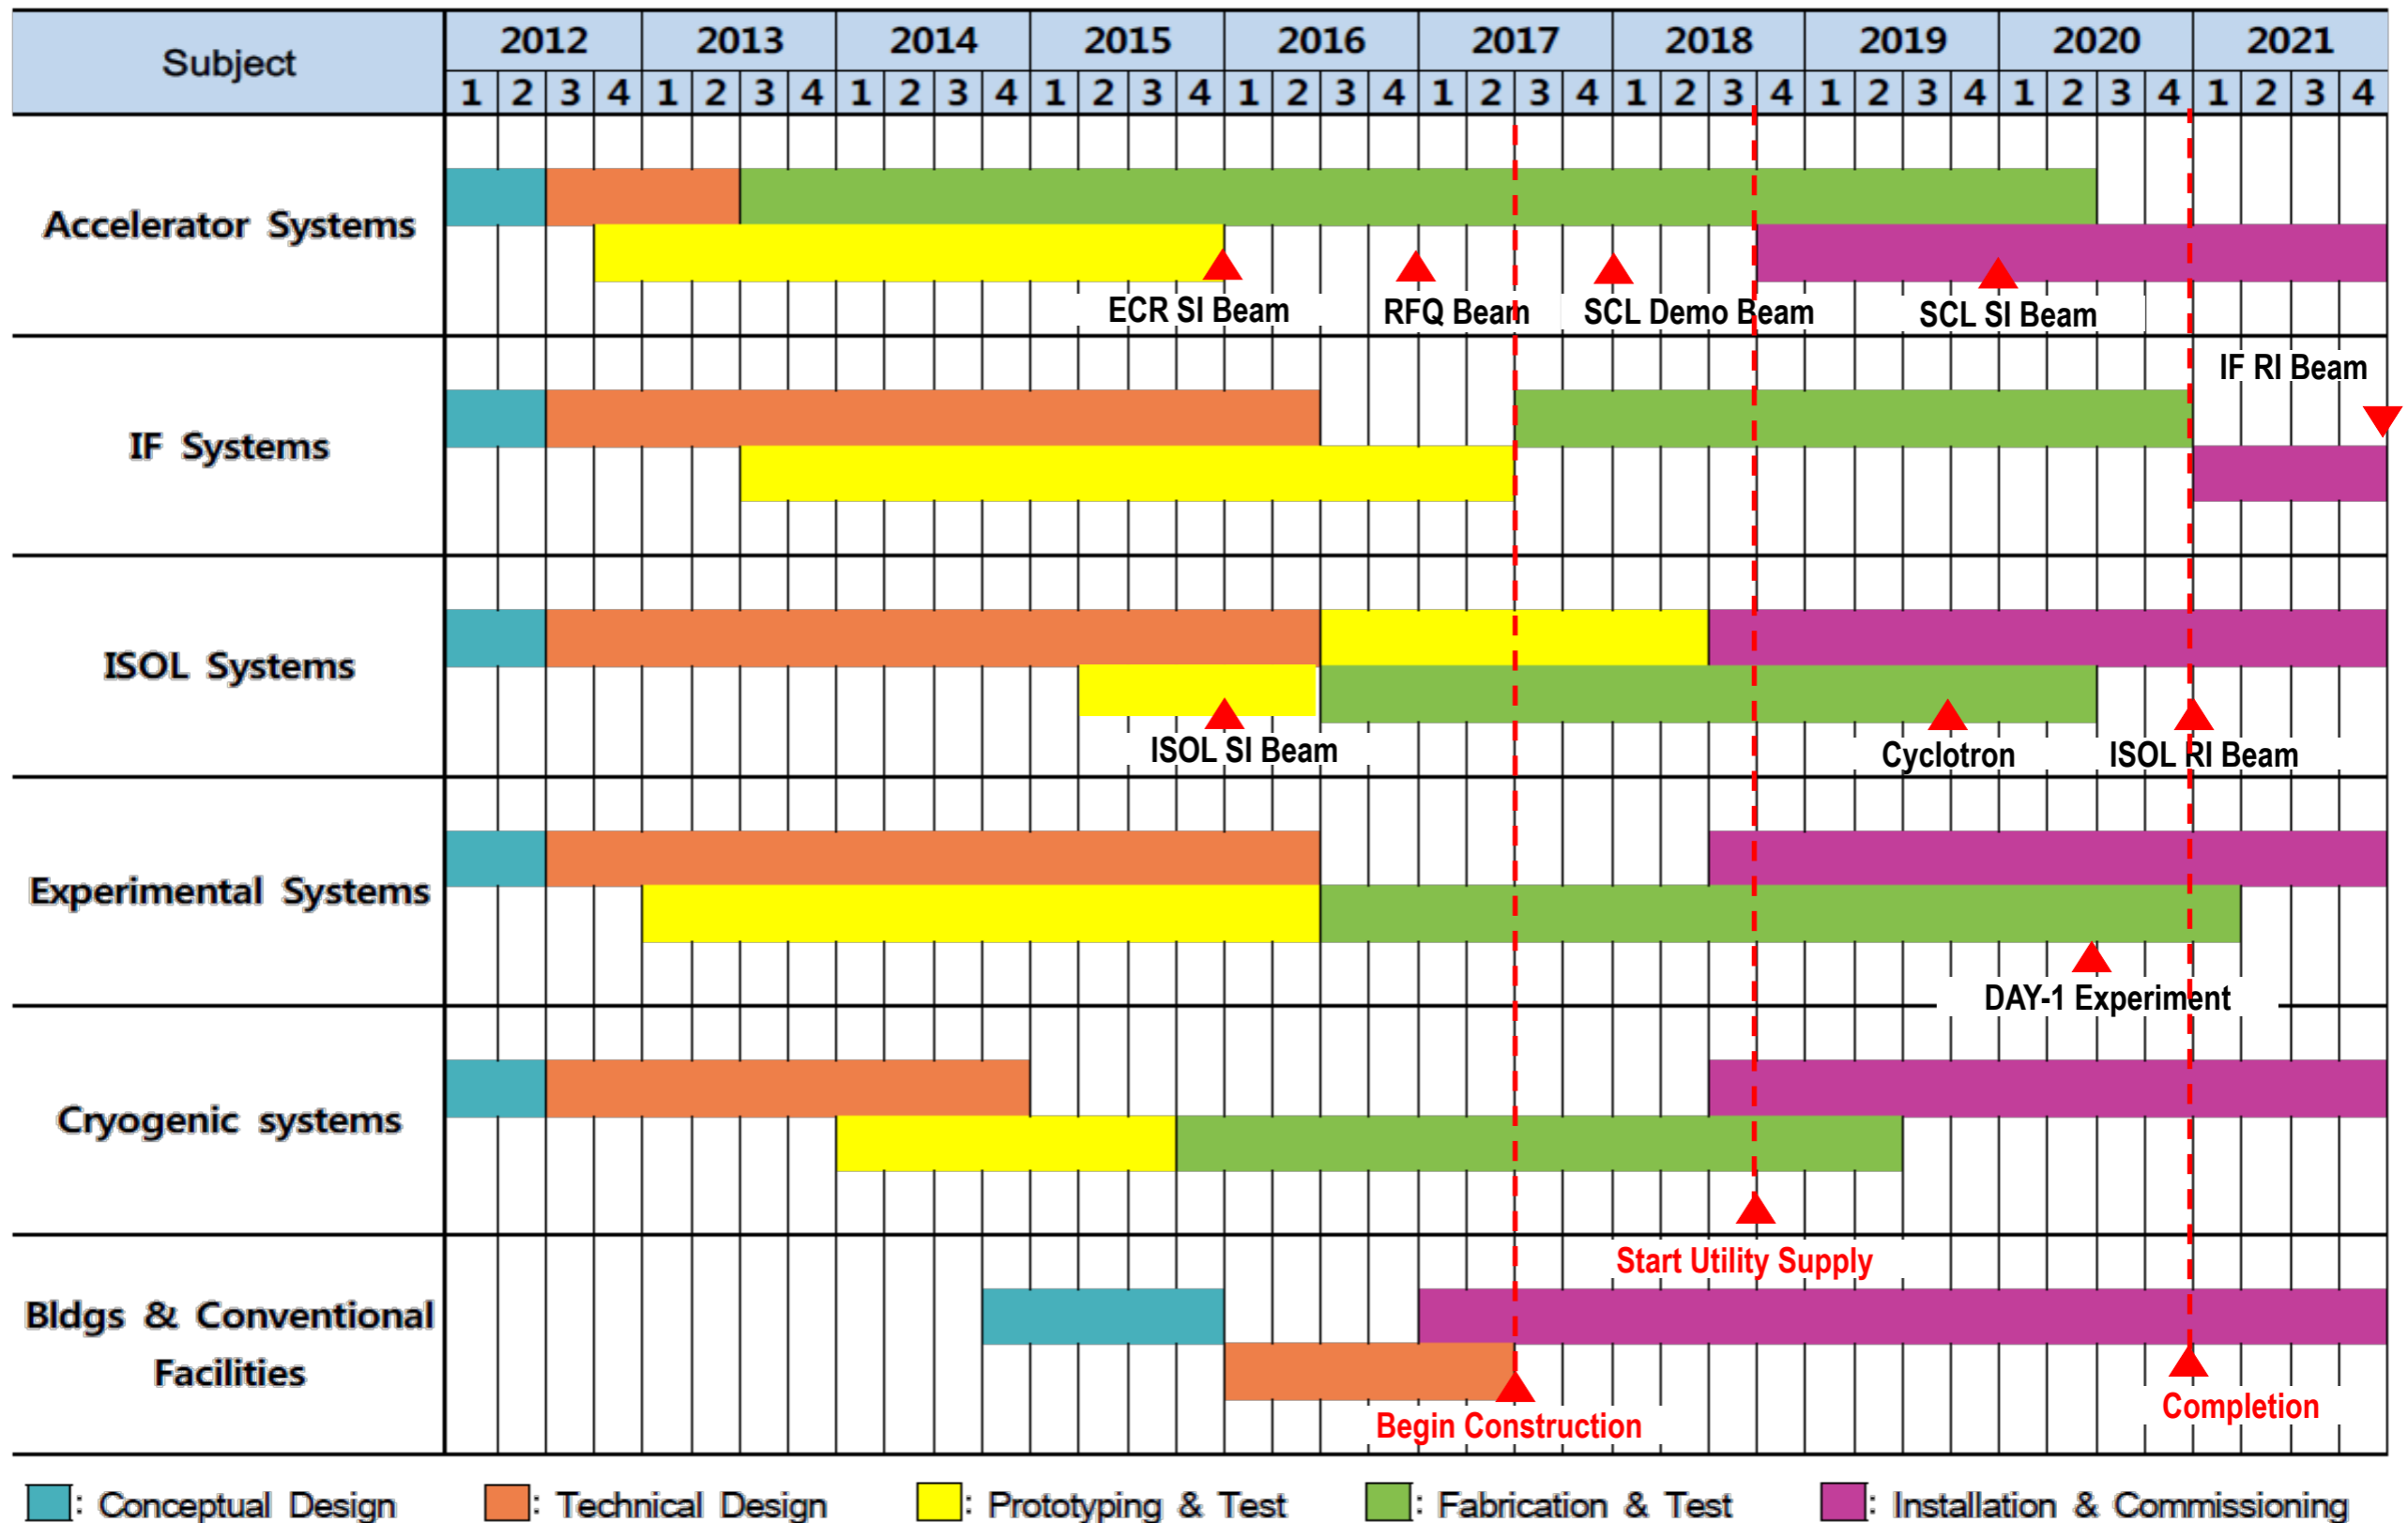 Subject 2012 2013 2014 2015 2016 2017 2018 2019 2020 2021
1 2 3 4 1 2 3 4 1 2 3 4 1 2 3 4 1 2 3 4 1 2 3 4 1 2 3 4 1 2 3 4 1 2 3 4 1 2 3 4
Accelerator Systems
ECR SI Beam RFQ Beam SCL Demo Beam SCL SI Beam
IF RI Beam
IF Systems
ISOL Systems
ISOL SI Beam Cyclotron ISOL RI Beam
Experimental Systems
DAY-1 Experiment
Cryogenic systems
Start Utility Supply
Bldgs & Conventional
Facilities
Begin Construction Completion
: Conceptual Design : Technical Design : Prototyping & Test : Fabrication & Test : Installation & Commissioning